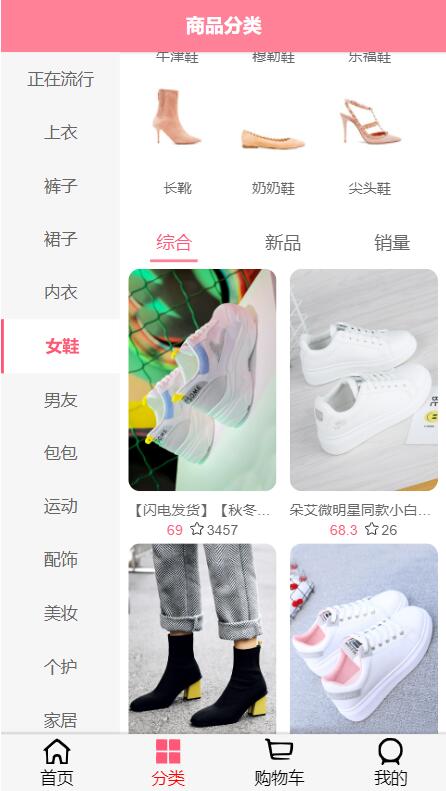 商品分类
正在流行
上衣
裤子
裙子
内衣
女鞋
男友
包包
运动
配饰
美妆
个护
家居
牛津鞋 穆勒鞋 乐福鞋
长靴 奶奶鞋 尖头鞋
综合 新品 销量
【闪电发货】【秋冬... 朵艾微明星同款小白...
69 3457 68.3 26
首页 分类 购物车 我的